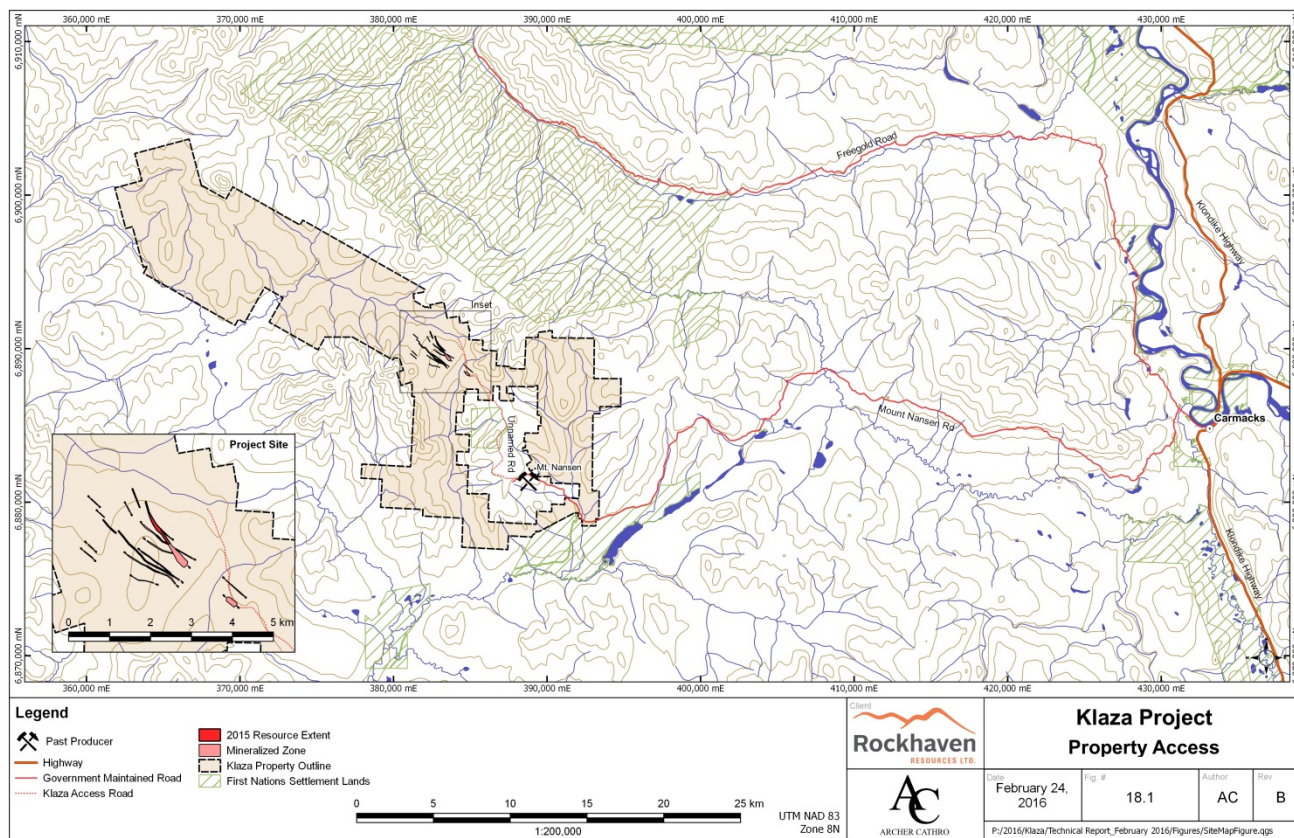 360,000 mE 370,000 mE 380,000 mE 390,000 mE 400,000 mE 410,000 mE 420,000 mE 430,000 mE
6,910,000 mN
6,900,000 mN
6,890,000 mN
6,880,000 mN
6,870,000 mN
Freegold Road
Klondike Highway
Inset
Unnamed Rd
Mt. Nansen
Mount Nansen Rd
Carmacks
Klondike Highway
Project Site
0 1 2 3 4 5 km
360,000 mE 370,000 mE 380,000 mE 390,000 mE 400,000 mE 410,000 mE 420,000 mE 430,000 mE
Legend
Past Producer
Highway
Government Maintained Road
Klaza Access Road
2015 Resource Extent
Mineralized Zone
Klaza Property Outline
First Nations Settlement Lands
0 5 10 15 20 25 km
1:200,000
UTM NAD 83
Zone 8N
Client
Rockhaven
RESOURCES LTD.
AC
ARCHER CATHRO
Klaza Project
Property Access
Date
February 24,
2016
Fig. #
18.1
Author
AC
Rev
B
P:/2016/Klaza/Technical Report_February 2016/Figures/SiteMapFigure.qgs